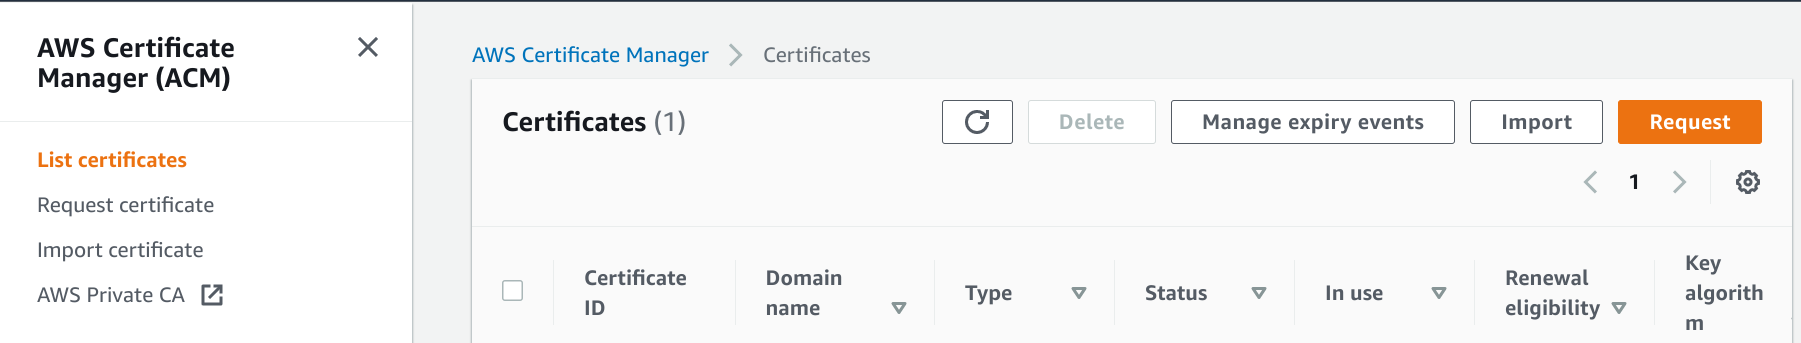 AWS Certificate
Manager (ACM)
List certificates
Request certificate
Import certificate
AWS Private CA
AWS Certificate Manager > Certificates
Certificates (1)
Delete
Manage expiry events
Import
Request
1
Certificate
ID
Domain
name
Type
Status
In use
Renewal
eligibility
Key
algorith
m